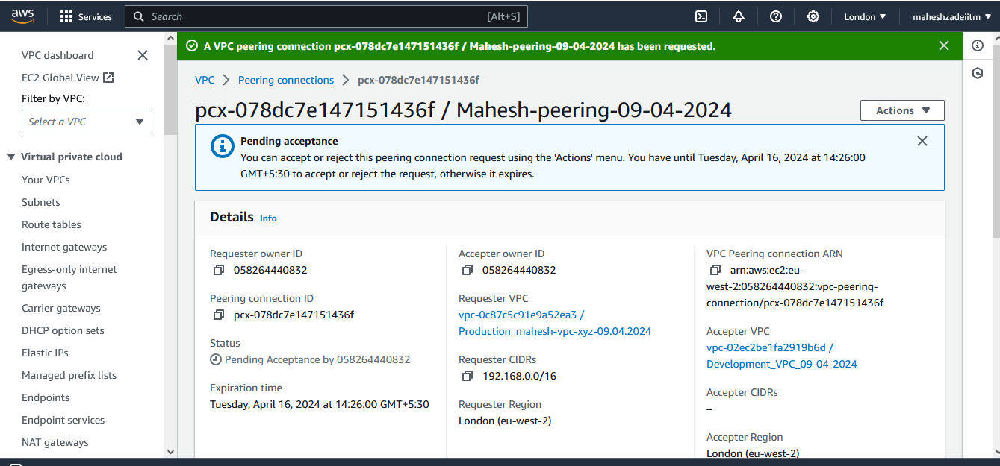 aws
Services
Search
[Alt+S]
London
maheshzadeiitm
VPC dashboard
EC2 Global View
Filter by VPC:
Select a VPC
Virtual private cloud
Your VPCs
Subnets
Route tables
Internet gateways
Egress-only internet
gateways
Carrier gateways
DHCP option sets
Elastic IPs
Managed prefix lists
Endpoints
Endpoint services
NAT gateways
A VPC peering connection pcx-078dc7e147151436f / Mahesh-peering-09-04-2024 has been requested.
VPC > Peering connections > pcx-078dc7e147151436f
pcx-078dc7e147151436f / Mahesh-peering-09-04-2024
Actions
Pending acceptance
You can accept or reject this peering connection request using the 'Actions' menu. You have until Tuesday, April 16, 2024 at 14:26:00
GMT+5:30 to accept or reject the request, otherwise it expires.
Details Info
Requester owner ID
058264440832
Peering connection ID
pcx-078dc7e147151436f
Status
Pending Acceptance by 058264440832
Expiration time
Tuesday, April 16, 2024 at 14:26:00 GMT+5:30
Accepter owner ID
058264440832
Requester VPC
vpc-0c87c5c91e9a52ea3 /
Production_mahesh-vpc-xyz-09.04.2024
Requester CIDRs
192.168.0.0/16
Requester Region
London (eu-west-2)
VPC Peering connection ARN
arn:aws:ec2:eu-
west-2:058264440832:vpc-peering-
connection/pcx-078dc7e147151436f
Accepter VPC
vpc-02ec2be1fa2919b6d /
Development_VPC_09-04-2024
Accepter CIDRs
–
Accepter Region
London (eu-west-2)